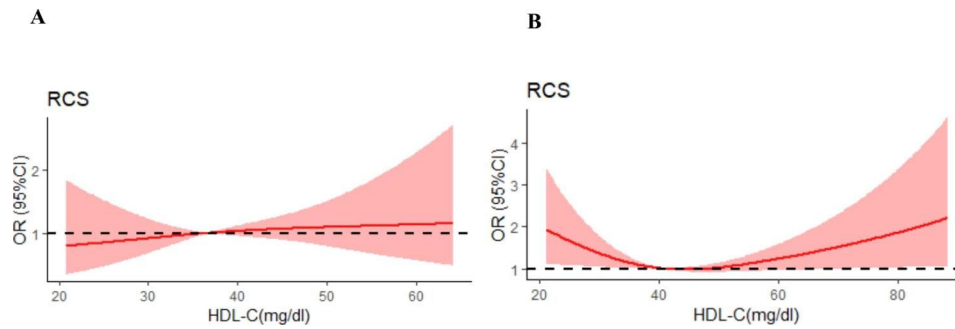 A
RCS
OR (95%CI)
2
1
20 30 40 50 60
HDL-C(mg/dl)
B
RCS
OR (95%CI)
4
3
2
1
20 40 60 80
HDL-C(mg/dl)